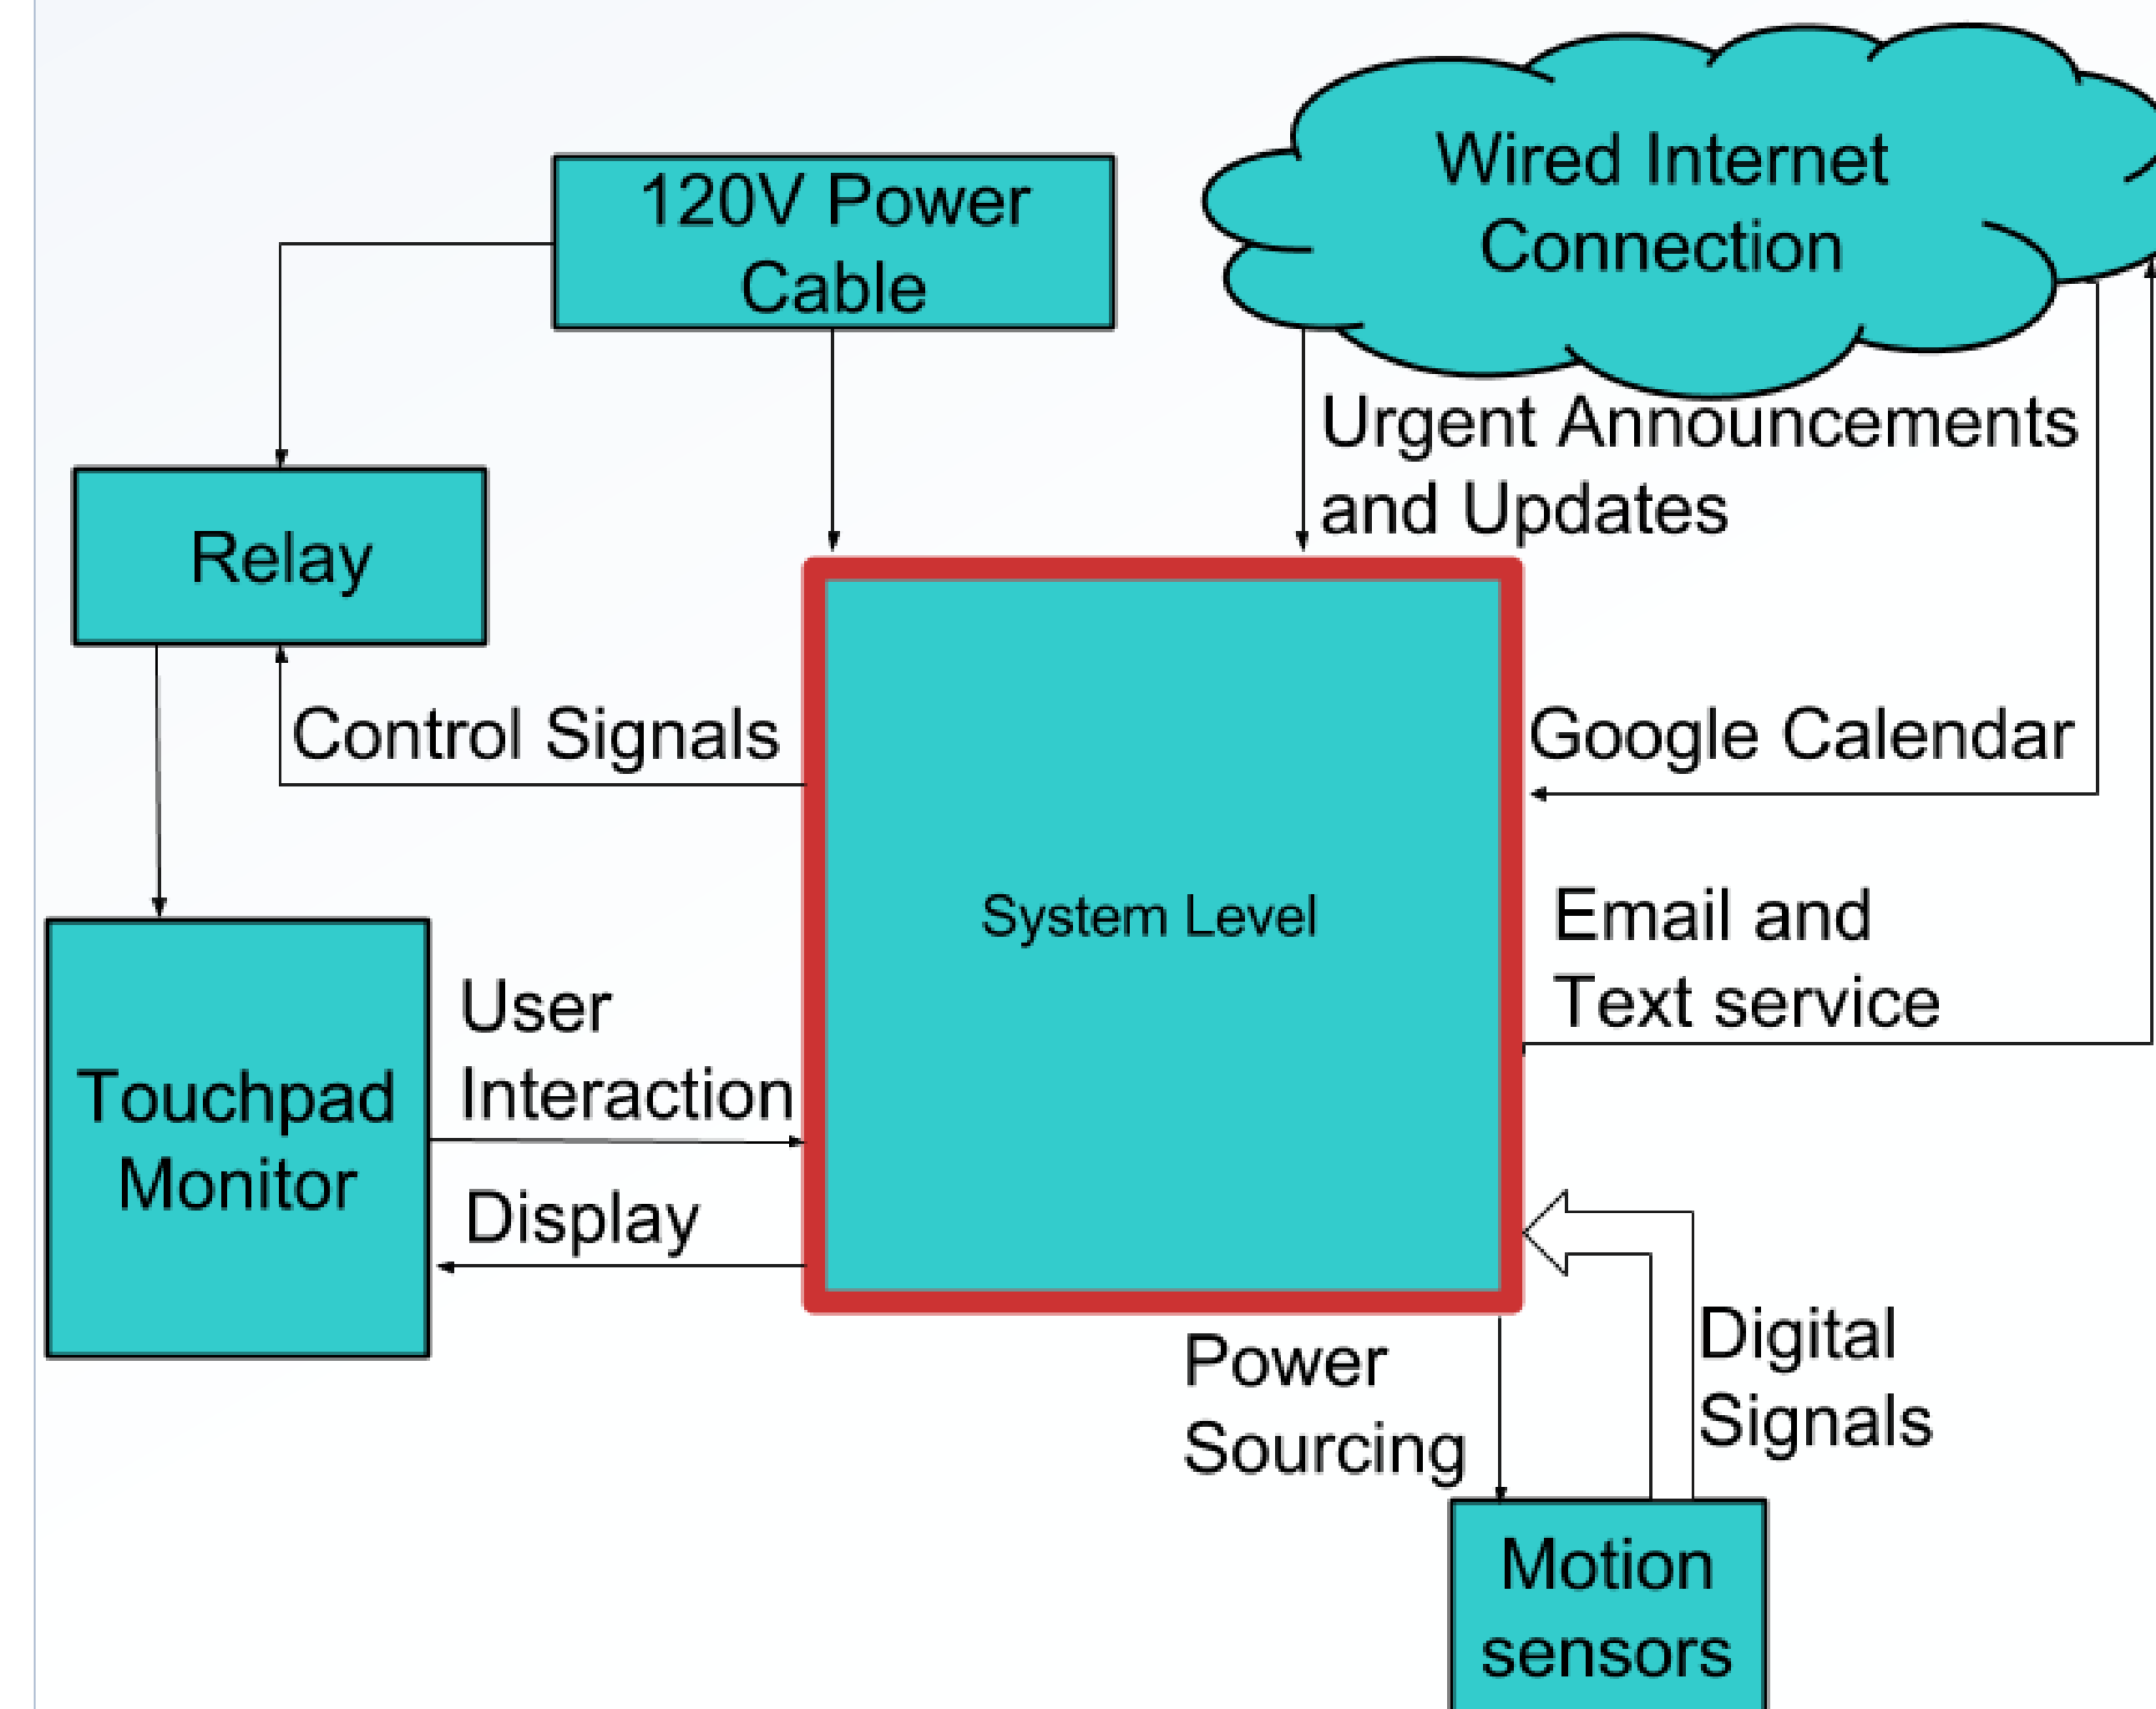 120V Power
Cable
Wired Internet
Connection
Urgent Announcements
and Updates
Relay
Control Signals
Google Calendar
System Level
Email and
Text service
User
Interaction
Touchpad
Monitor
Display
Power
Sourcing
Digital
Signals
Motion
sensors